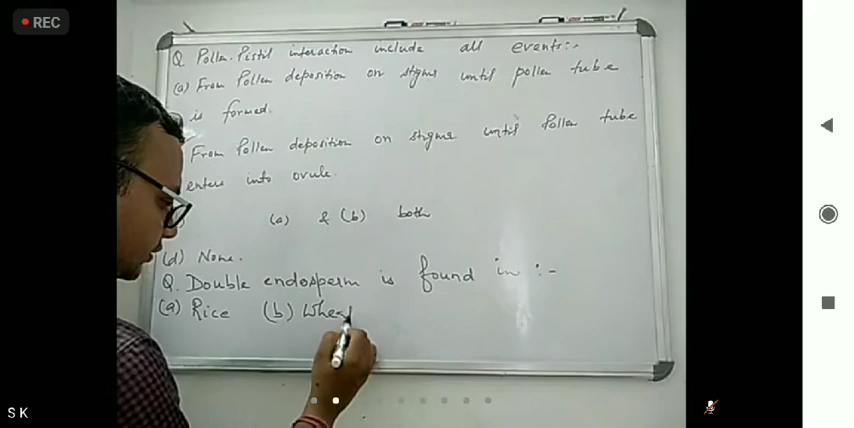 REC
Q Pollen-Pistil interaction include all events:-
(a) From Pollen deposition on stigma until pollen tube
is formed.
From Pollen deposition on stigma until Pollen tube
enters into ovule.
(a) & (b) both
(d) None.
Q. Double endosperm is found in :-
(a) Rice (b) Whea
S K